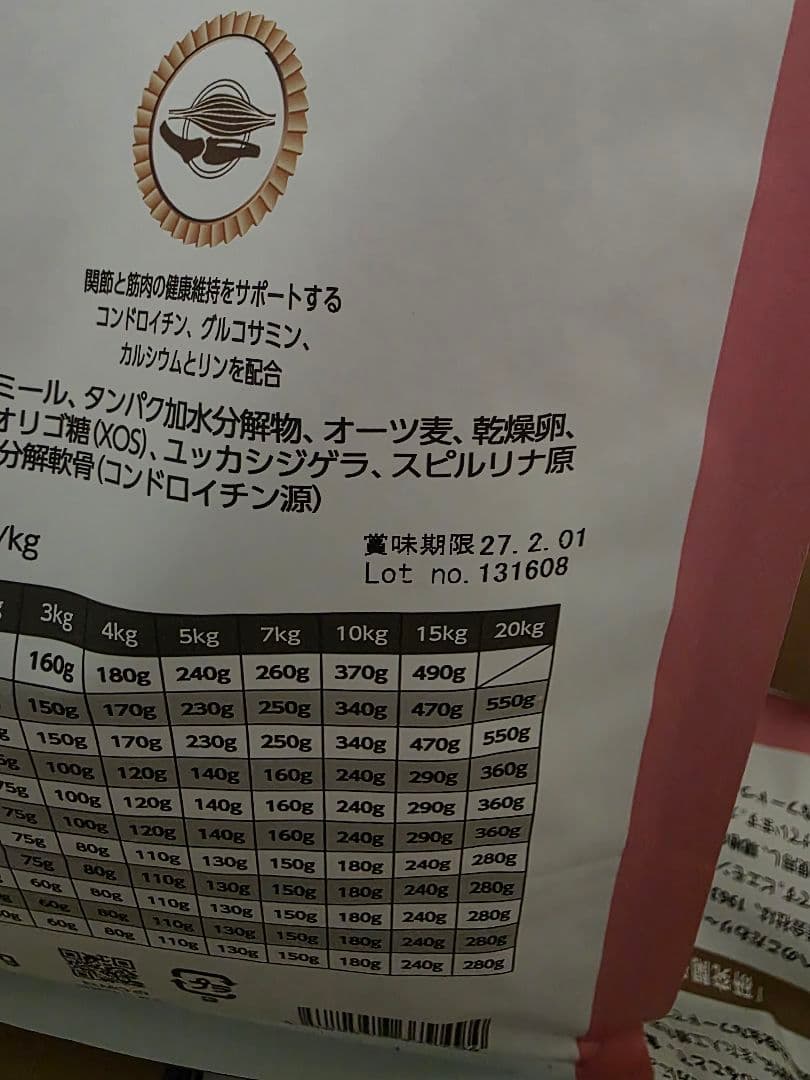 関節と筋肉の健康維持をサポートする
コンドロイチン、グルコサミン、
カルシウムとリンを配合
ミール、タンパク加水分解物、オーツ麦、乾燥卵、
オリゴ糖(XOS)、ユッカシジゲラ、スピルリナ原
分解軟骨(コンドロイチン源)
/kg
賞味期限27. 2. 01
Lot no. 131608
3kg 4kg 5kg 7kg 10kg 15kg 20kg
160g 180g 240g 260g 370g 490g
150g 170g 230g 250g 340g 470g 550g
150g 170g 230g 250g 340g 470g 550g
100g 120g 140g 160g 240g 290g 360g
75g 100g 120g 140g 160g 240g 290g 360g
75g 100g 120g 140g 160g 240g 290g 360g
75g 80g 110g 130g 150g 180g 240g 280g
75g 80g 110g 130g 150g 180g 240g 280g
60g 80g 110g 130g 150g 180g 240g 280g
60g 80g 110g 130g 150g 180g 240g 280g
60g 80g 110g 130g 150g 180g 240g 280g
プラ